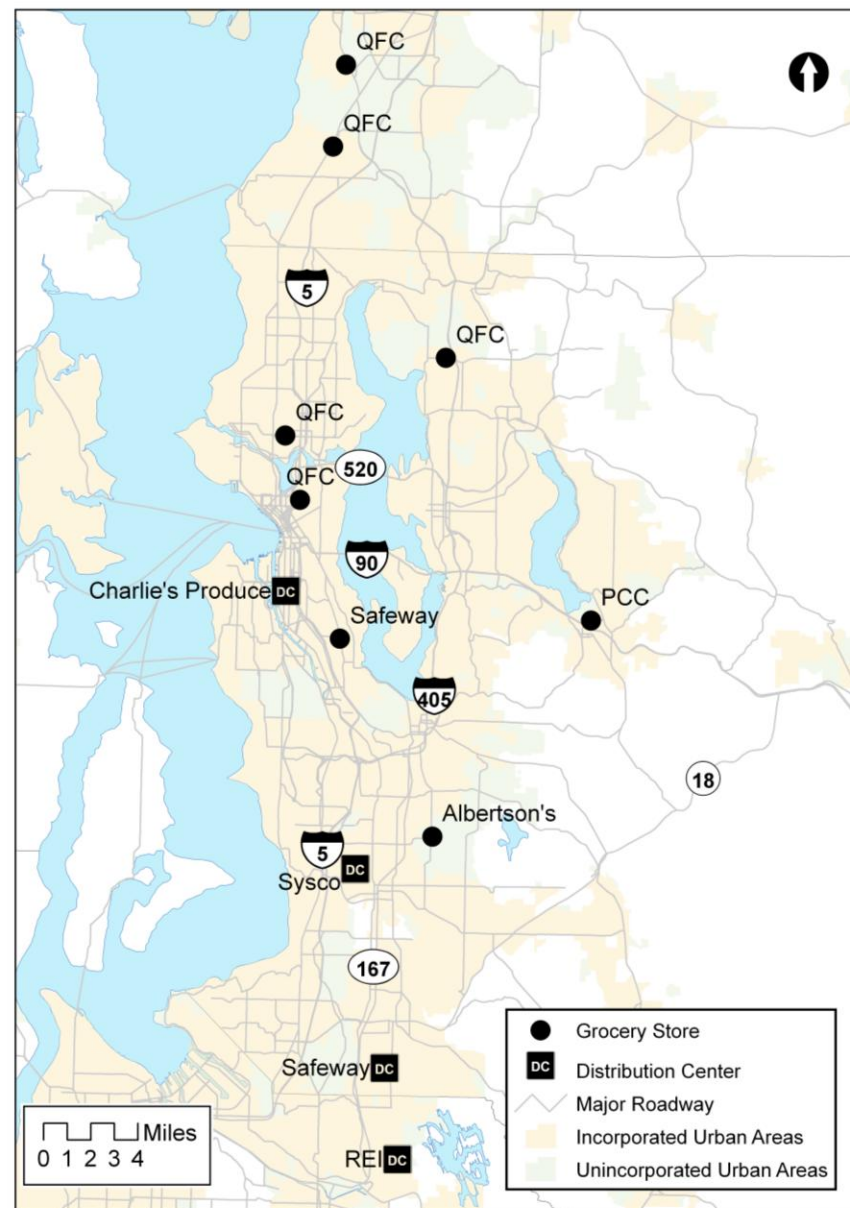 QFC
QFC
5
QFC
QFC
520
QFC
90
Charlie's Produce DC
Safeway
PCC
405
18
Albertson's
5
Sysco DC
167
Safeway DC
REI DC
Grocery Store
DC Distribution Center
Major Roadway
Incorporated Urban Areas
Unincorporated Urban Areas
Miles
0 1 2 3 4